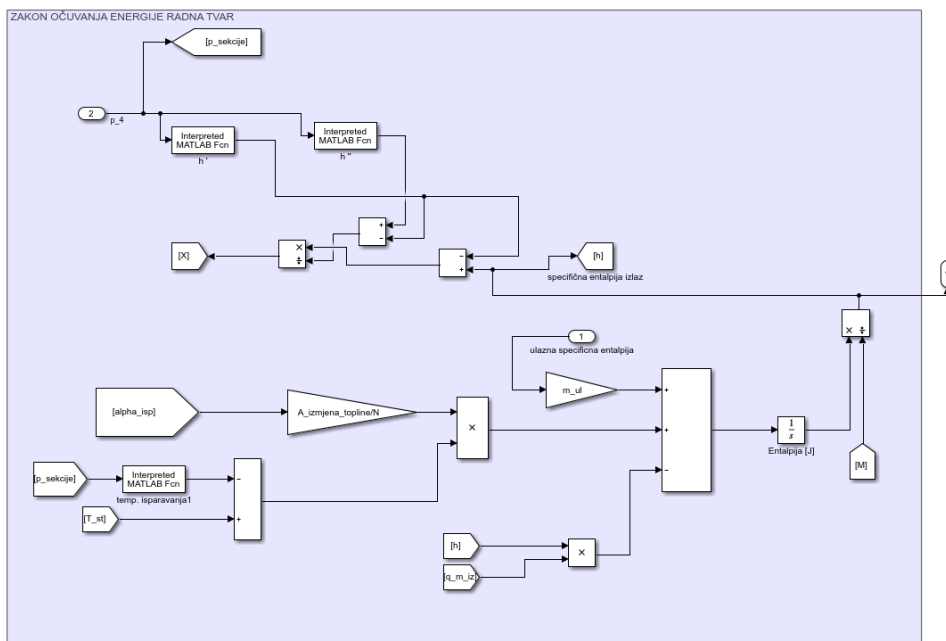 ZAKON OČUVANJA ENERGIJE RADNA TVAR
[p_sekcije]
2
p_4
Interpreted
MATLAB Fcn
h '
Interpreted
MATLAB Fcn
h ''
+
−
[X]
×
÷
−
+
[h]
specifična entalpija izlaz
× ÷
1
ulazna specificna entalpija
m_ul
[alpha_isp]
A_izmjena_topline/N
×
+
+
−
1
s
Entalpija [J]
[M]
[p_sekcije]
Interpreted
MATLAB Fcn
temp. isparavanja1
−
[T_st]
+
[h]
×
[q_m_iz]